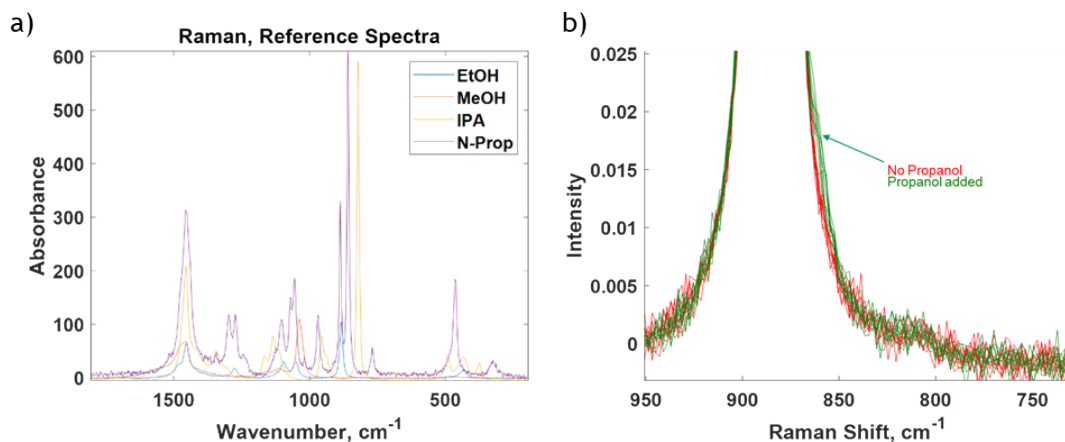 a)
Raman, Reference Spectra
600
500
400
300
200
100
0
Absorbance
EtOH
MeOH
IPA
N-Prop
1500
1000
500
Wavenumber, cm-1
b)
0.025
0.02
0.015
0.01
0.005
0
Intensity
No Propanol
Propanol added
950
900
850
800
750
Raman Shift, cm-1